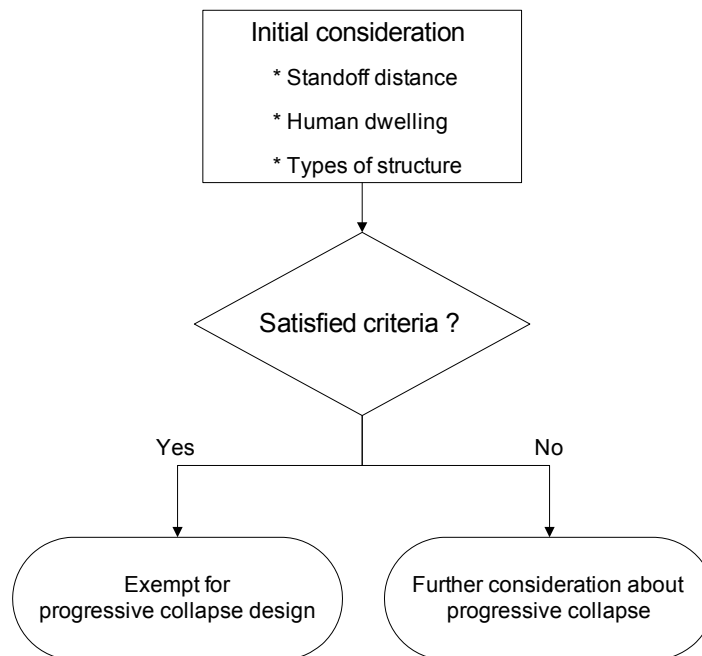 Initial consideration
* Standoff distance
* Human dwelling
* Types of structure
Satisfied criteria ?
Yes
No
Exempt for
progressive collapse design
Further consideration about
progressive collapse